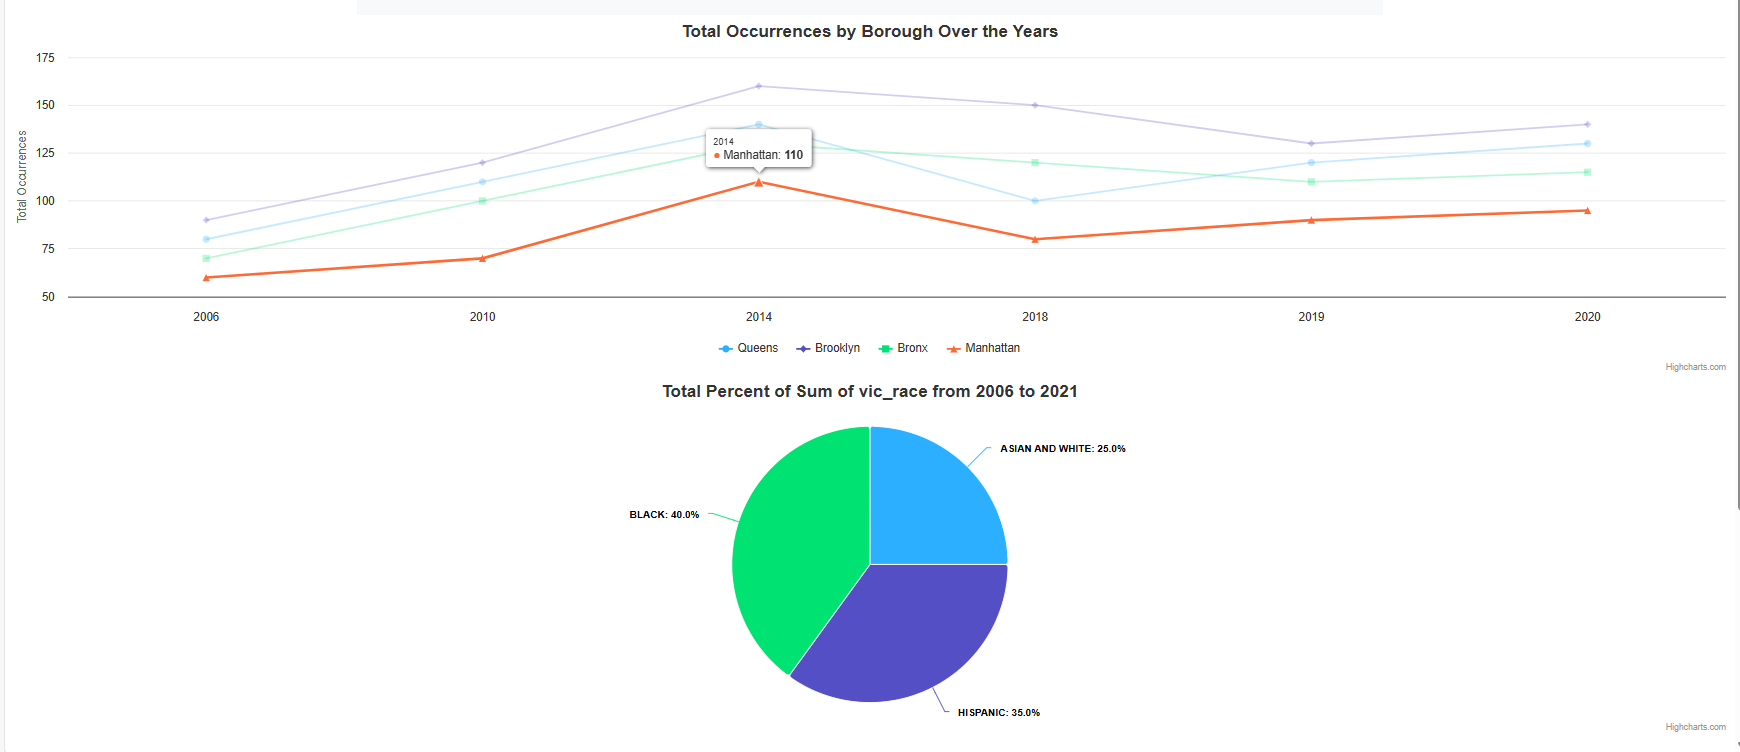 Total Occurrences by Borough Over the Years
175
150
125
100
75
50
Total Occurrences
2014
Manhattan: 110
2006 2010 2014 2018 2019 2020
Queens Brooklyn Bronx Manhattan
Highcharts.com
Total Percent of Sum of vic_race from 2006 to 2021
ASIAN AND WHITE: 25.0%
BLACK: 40.0%
HISPANIC: 35.0%
Highcharts.com